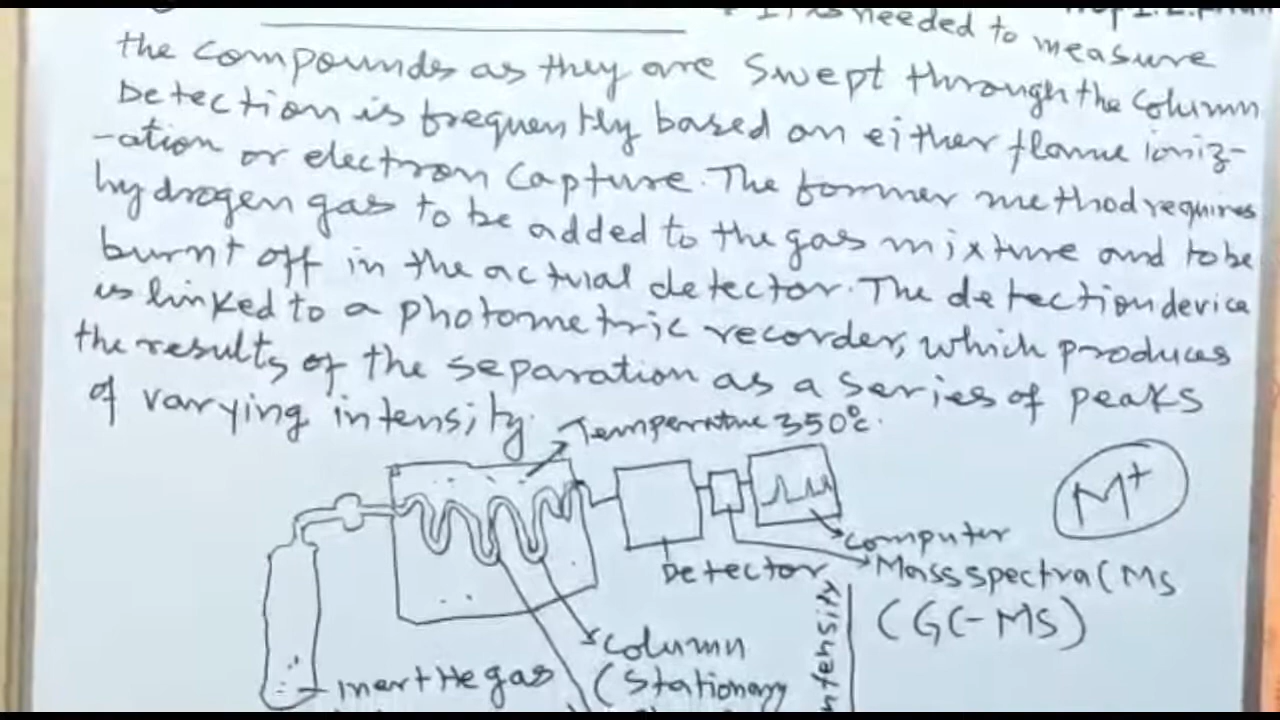 It is needed to measure
the compounds as they are swept through the column
Detection is frequently based on either flame ioniz-
-ation or electron capture. The former method requires
hydrogen gas to be added to the gas mixture and to be
burnt off in the actual detector. The detection device
is linked to a photometric recorder, which produces
the results of the separation as a series of peaks
of varying intensity.
Temperature 350°c.
M+
Computer
Detector
Mass spectra (MS
(GC-MS)
Column
(Stationary
Inert He gas
ntensity